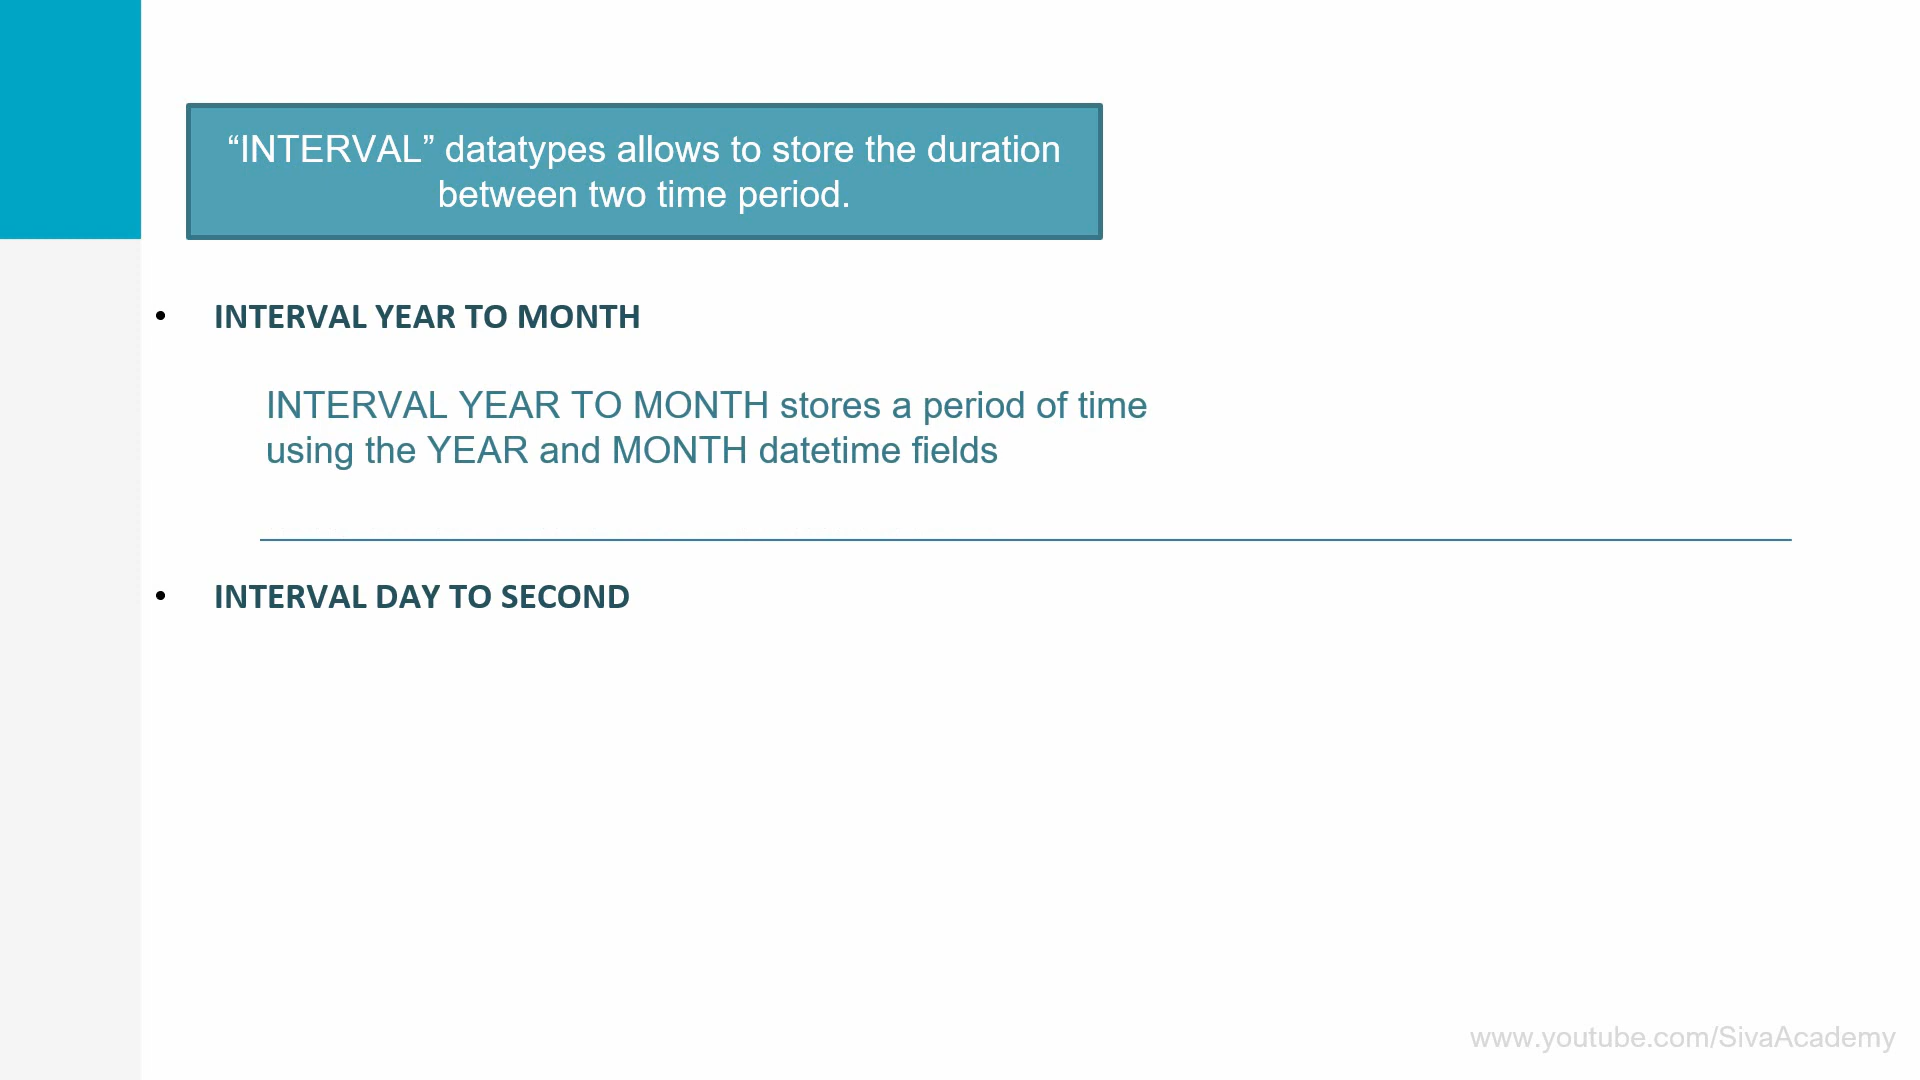 “INTERVAL” datatypes allows to store the duration
between two time period.
• INTERVAL YEAR TO MONTH
INTERVAL YEAR TO MONTH stores a period of time
using the YEAR and MONTH datetime fields
• INTERVAL DAY TO SECOND
www.youtube.com/SivaAcademy